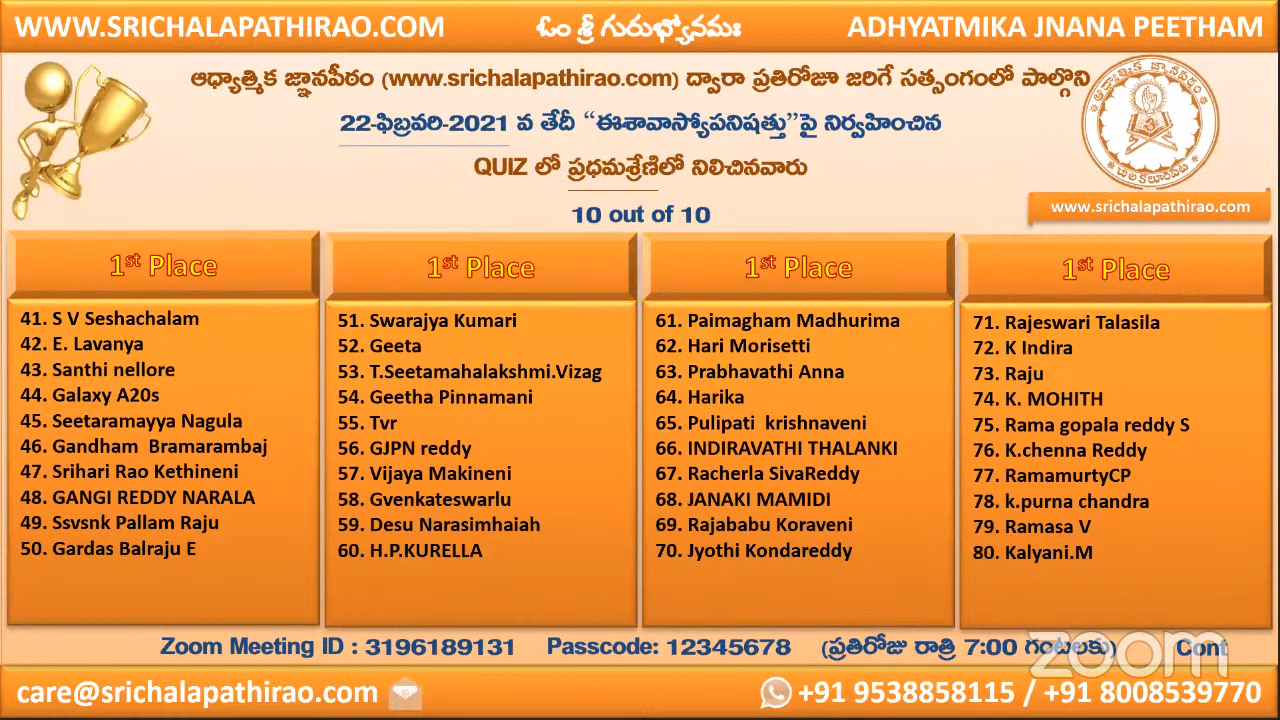 WWW.SRICHALAPATHIRAO.COM
ఓం శ్రీ గురుభ్యోనమః
ADHYATMIKA JNANA PEETHAM
ఆధ్యాత్మిక జ్ఞానపీఠం (www.srichalapathirao.com) ద్వారా ప్రతిరోజూ జరిగే సత్సంగంలో పాల్గొని
22-ఫిబ్రవరి-2021 వ తేదీ “ఈశావాస్యోపనిషత్తు”పై నిర్వహించిన
QUIZ లో ప్రధమశ్రేణిలో నిలిచినవారు
10 out of 10
www.srichalapathirao.com
1st Place
41. S V Seshachalam
42. E. Lavanya
43. Santhi nellore
44. Galaxy A20s
45. Seetaramayya Nagula
46. Gandham  Bramarambaj
47. Srihari Rao Kethineni
48. GANGI REDDY NARALA
49. Ssvsnk Pallam Raju
50. Gardas Balraju E
1st Place
51. Swarajya Kumari
52. Geeta
53. T.Seetamahalakshmi.Vizag
54. Geetha Pinnamani
55. Tvr
56. GJPN reddy
57. Vijaya Makineni
58. Gvenkateswarlu
59. Desu Narasimhaiah
60. H.P.KURELLA
1st Place
61. Paimagham Madhurima
62. Hari Morisetti
63. Prabhavathi Anna
64. Harika
65. Pulipati  krishnaveni
66. INDIRAVATHI THALANKI
67. Racherla SivaReddy
68. JANAKI MAMIDI
69. Rajababu Koraveni
70. Jyothi Kondareddy
1st Place
71. Rajeswari Talasila
72. K Indira
73. Raju
74. K. MOHITH
75. Rama gopala reddy S
76. K.chenna Reddy
77. RamamurtyCP
78. k.purna chandra
79. Ramasa V
80. Kalyani.M
Zoom Meeting ID : 3196189131 Passcode: 12345678 (ప్రతిరోజు రాత్రి 7:00 గంటలకు) Cont
zoom
care@srichalapathirao.com
+91 9538858115 / +91 8008539770